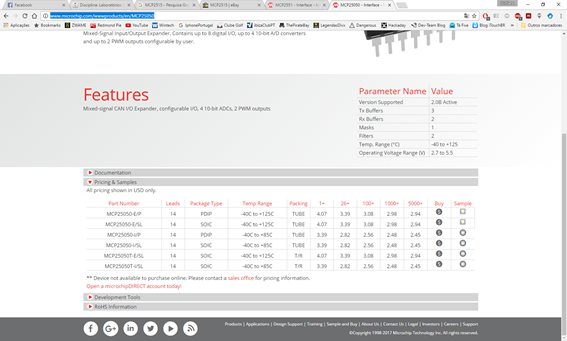 Facebook
Disciplina: Laboratórios
MCP2515 - Pesquisa Go
MCP2515 | eBay
MCP2551 - Interface -
MCP25050 - Interface -
www.microchip.com/wwwproducts/en/MCP25050
Aplicações
Bookmarks
DMAME
Renhomed Pe
YouTube
Wintech
IphonePortugal
Clube Golf
IbizaClubPT
ThePirateBay
LegendasDivx
Dangerous
Hackaday
Dev Team Blog
Te Pvt
Blog iTouchER
Outros marcadores
Mixed-Signal Input/Output Expander. Contains up to 8 digital I/O, up to 4 10-bit A/D converters
and up to 2 PWM outputs configurable by user.
Features
Mixed-signal CAN I/O Expander, configurable I/O, 4 10-bit ADCs, 2 PWM outputs
Parameter Name Value
Version Supported 2.0B Active
Tx Buffers 3
Rx Buffers 2
Masks 1
Filters 2
Temp. Range (°C) -40 to +125
Operating Voltage Range (V) 2.7 to 5.5
Documentation
Pricing & Samples
All pricing shown in USD only.
Part Number Leads Package Type Temp Range Packing 1+ 26+ 100+ 1000+ 5000+ Buy Sample
MCP25050-E/P 14 PDIP -40C to +125C TUBE 4.07 3.39 3.08 2.98 2.94
MCP25050-E/SL 14 SOIC -40C to +125C TUBE 4.07 3.39 3.08 2.98 2.94
MCP25050-I/P 14 PDIP -40C to +85C TUBE 3.39 2.82 2.56 2.48 2.45
MCP25050-I/SL 14 SOIC -40C to +85C TUBE 3.39 2.82 2.56 2.48 2.45
MCP25050T-E/SL 14 SOIC -40C to +125C T/R 4.07 3.39 3.08 2.98 2.94
MCP25050T-I/SL 14 SOIC -40C to +85C T/R 3.39 2.82 2.56 2.48 2.45
** Device not available to purchase online. Please contact a sales office for pricing information.
Open a microchipDIRECT account today!
Development Tools
RoHS Information
Products | Applications | Design Support | Training | Sample and Buy | About Us | Contact Us | Legal | Investors | Careers | Support
©Copyright 1998-2017 Microchip Technology Inc. All rights reserved.